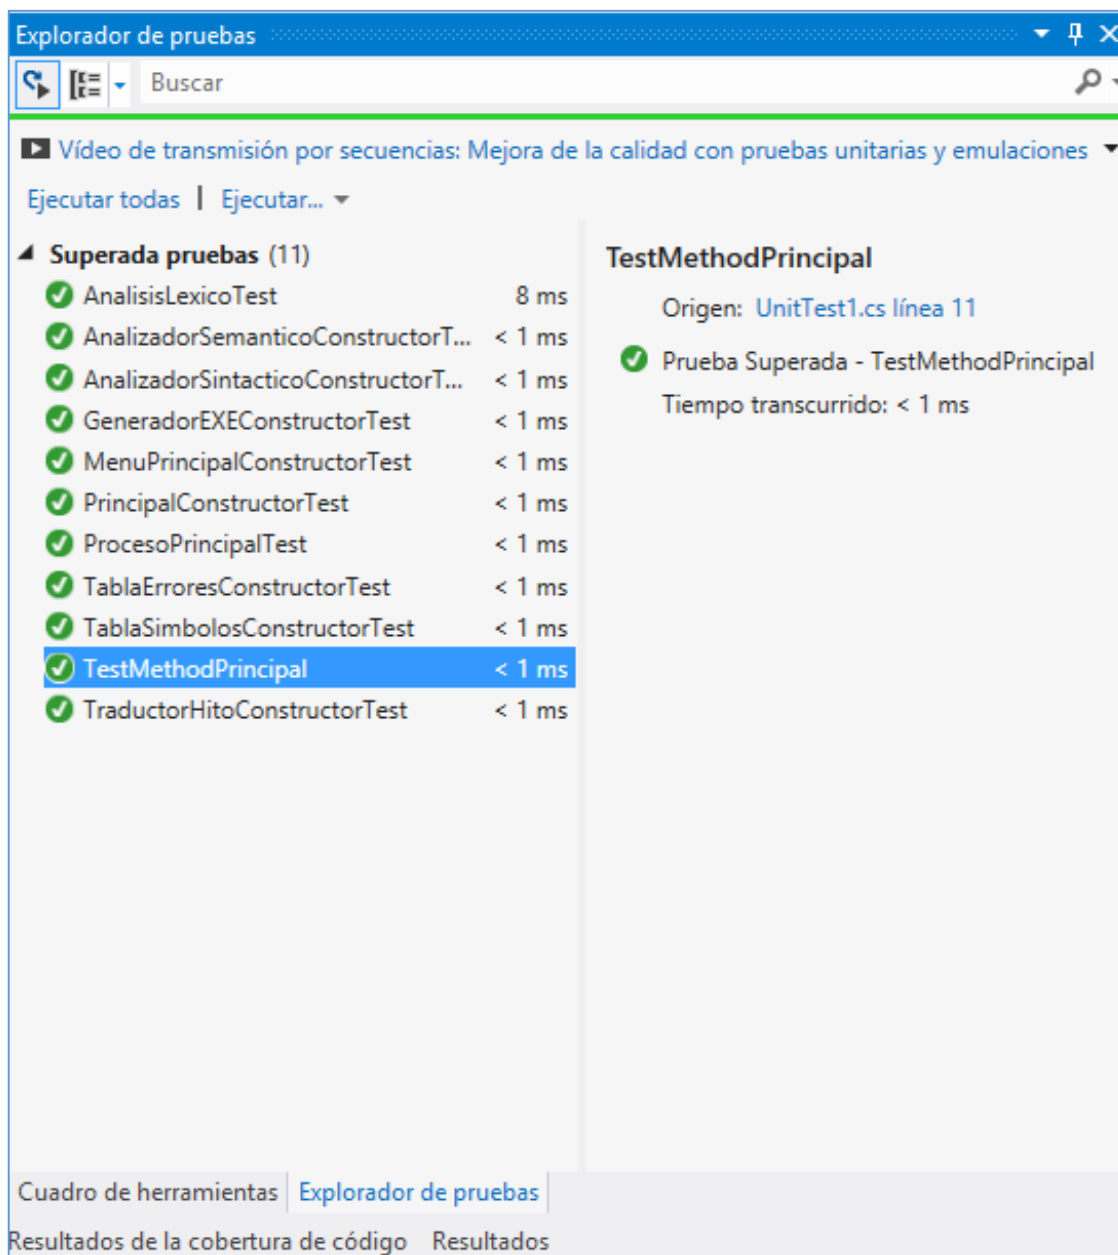 Explorador de pruebas
Buscar
Vídeo de transmisión por secuencias: Mejora de la calidad con pruebas unitarias y emulaciones
Ejecutar todas | Ejecutar...
Superada pruebas (11)
AnalisisLexicoTest 8 ms
AnalizadorSemanticoConstructorT... < 1 ms
AnalizadorSintacticoConstructorT... < 1 ms
GeneradorEXEConstructorTest < 1 ms
MenuPrincipalConstructorTest < 1 ms
PrincipalConstructorTest < 1 ms
ProcesoPrincipalTest < 1 ms
TablaErroresConstructorTest < 1 ms
TablaSimbolosConstructorTest < 1 ms
TestMethodPrincipal < 1 ms
TraductorHitoConstructorTest < 1 ms
TestMethodPrincipal
Origen: UnitTest1.cs línea 11
Prueba Superada - TestMethodPrincipal
Tiempo transcurrido: < 1 ms
Cuadro de herramientas Explorador de pruebas
Resultados de la cobertura de código Resultados